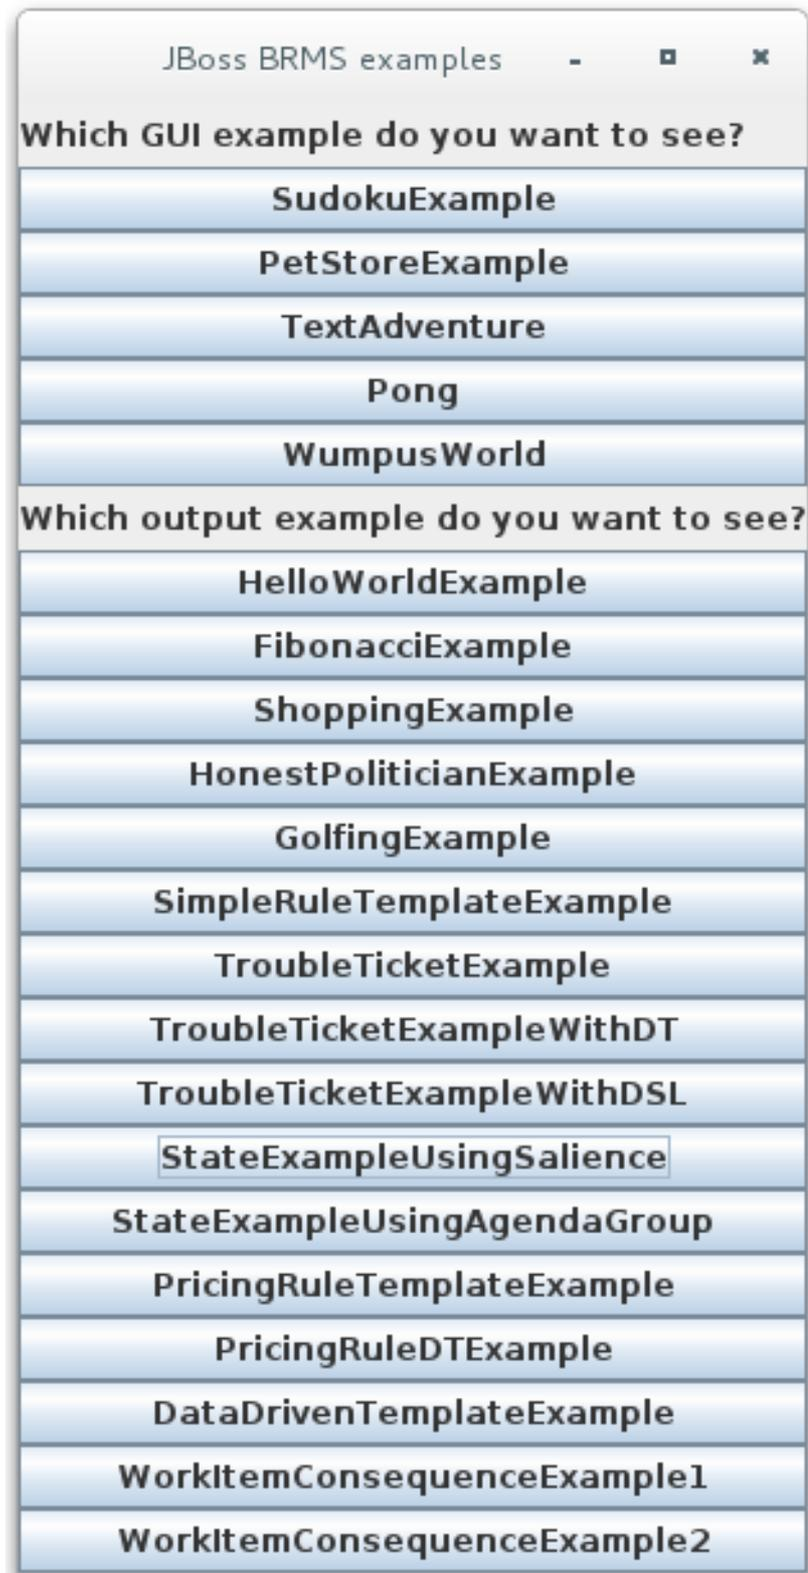 JBoss BRMS examples
Which GUI example do you want to see?
SudokuExample
PetStoreExample
TextAdventure
Pong
WumpusWorld
Which output example do you want to see?
HelloWorldExample
FibonacciExample
ShoppingExample
HonestPoliticianExample
GolfingExample
SimpleRuleTemplateExample
TroubleTicketExample
TroubleTicketExampleWithDT
TroubleTicketExampleWithDSL
StateExampleUsingSalience
StateExampleUsingAgendaGroup
PricingRuleTemplateExample
PricingRuleDTExample
DataDrivenTemplateExample
WorkItemConsequenceExample1
WorkItemConsequenceExample2